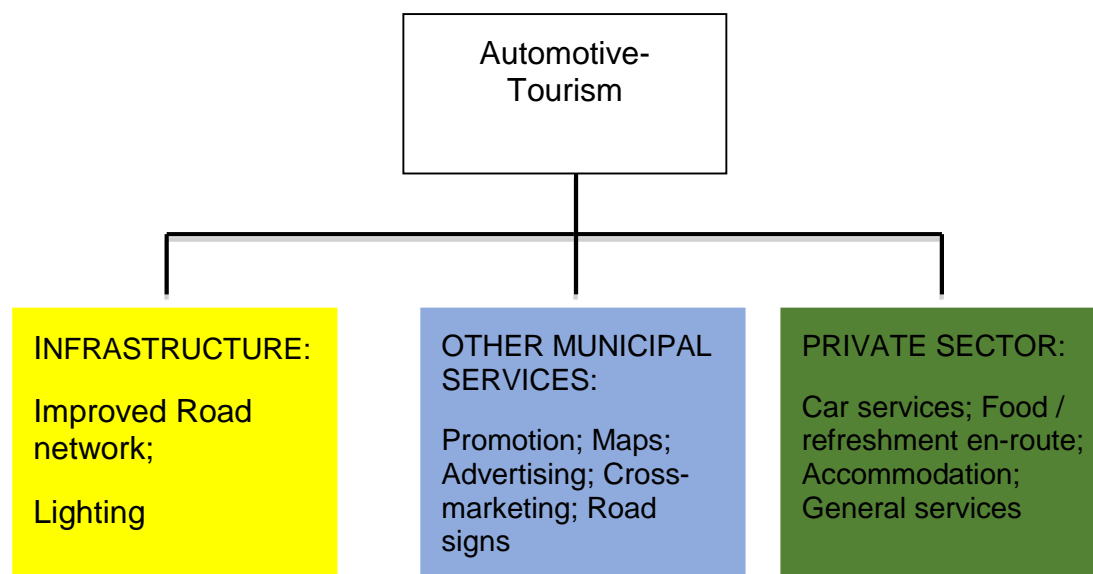 Automotive-
Tourism
INFRASTRUCTURE:
Improved Road
network;
Lighting
OTHER MUNICIPAL
SERVICES:
Promotion; Maps;
Advertising; Cross-
marketing; Road
signs
PRIVATE SECTOR:
Car services; Food /
refreshment en-route;
Accommodation;
General services